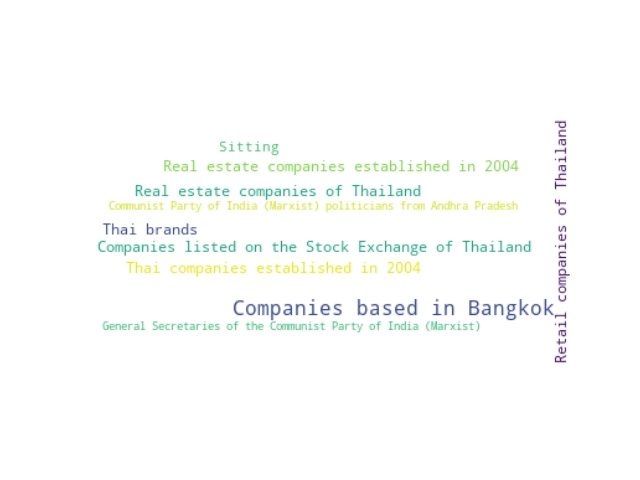 Sitting
Real estate companies established in 2004
Real estate companies of Thailand
Communist Party of India (Marxist) politicians from Andhra Pradesh
Thai brands
Companies listed on the Stock Exchange of Thailand
Thai companies established in 2004
Companies based in Bangkok
General Secretaries of the Communist Party of India (Marxist)
Retail companies of Thailand